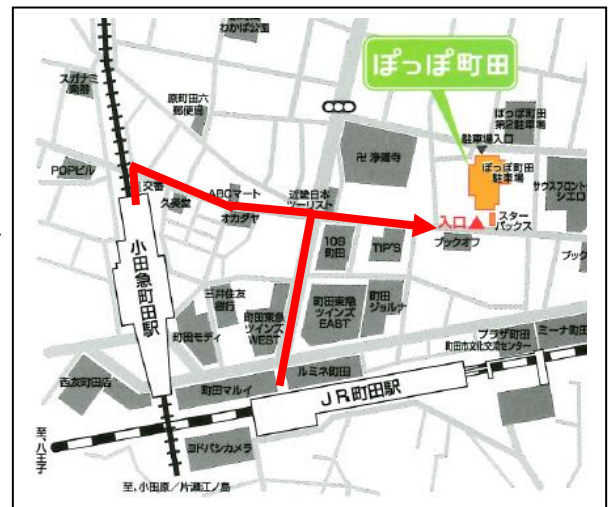 わかば公園
スガナミ
楽器
原町田六
郵便局
ぽっぽ町田
ぽっぽ町田
第2駐車場
駐車場入口
ぽっぽ町田
駐車場
サウスフロント
シエロ
卍 浄運寺
POPビル
交番
久美堂
ABCマート
オカダヤ
近畿日本
ツーリスト
入口
スター
バックス
ブックオフ
ブック
109
町田
TIP'S
小田急町田駅
三井住友
銀行
町田モディ
町田東急
ツインズ
WEST
町田東急
ツインズ
EAST
町田
ジョルナ
プラザ町田
町田市文化交流センター
ミーナ町田
西友町田店
町田マルイ
ルミネ町田
JR町田駅
至、八王子
ヨドバシカメラ
至、小田原／片瀬江ノ島